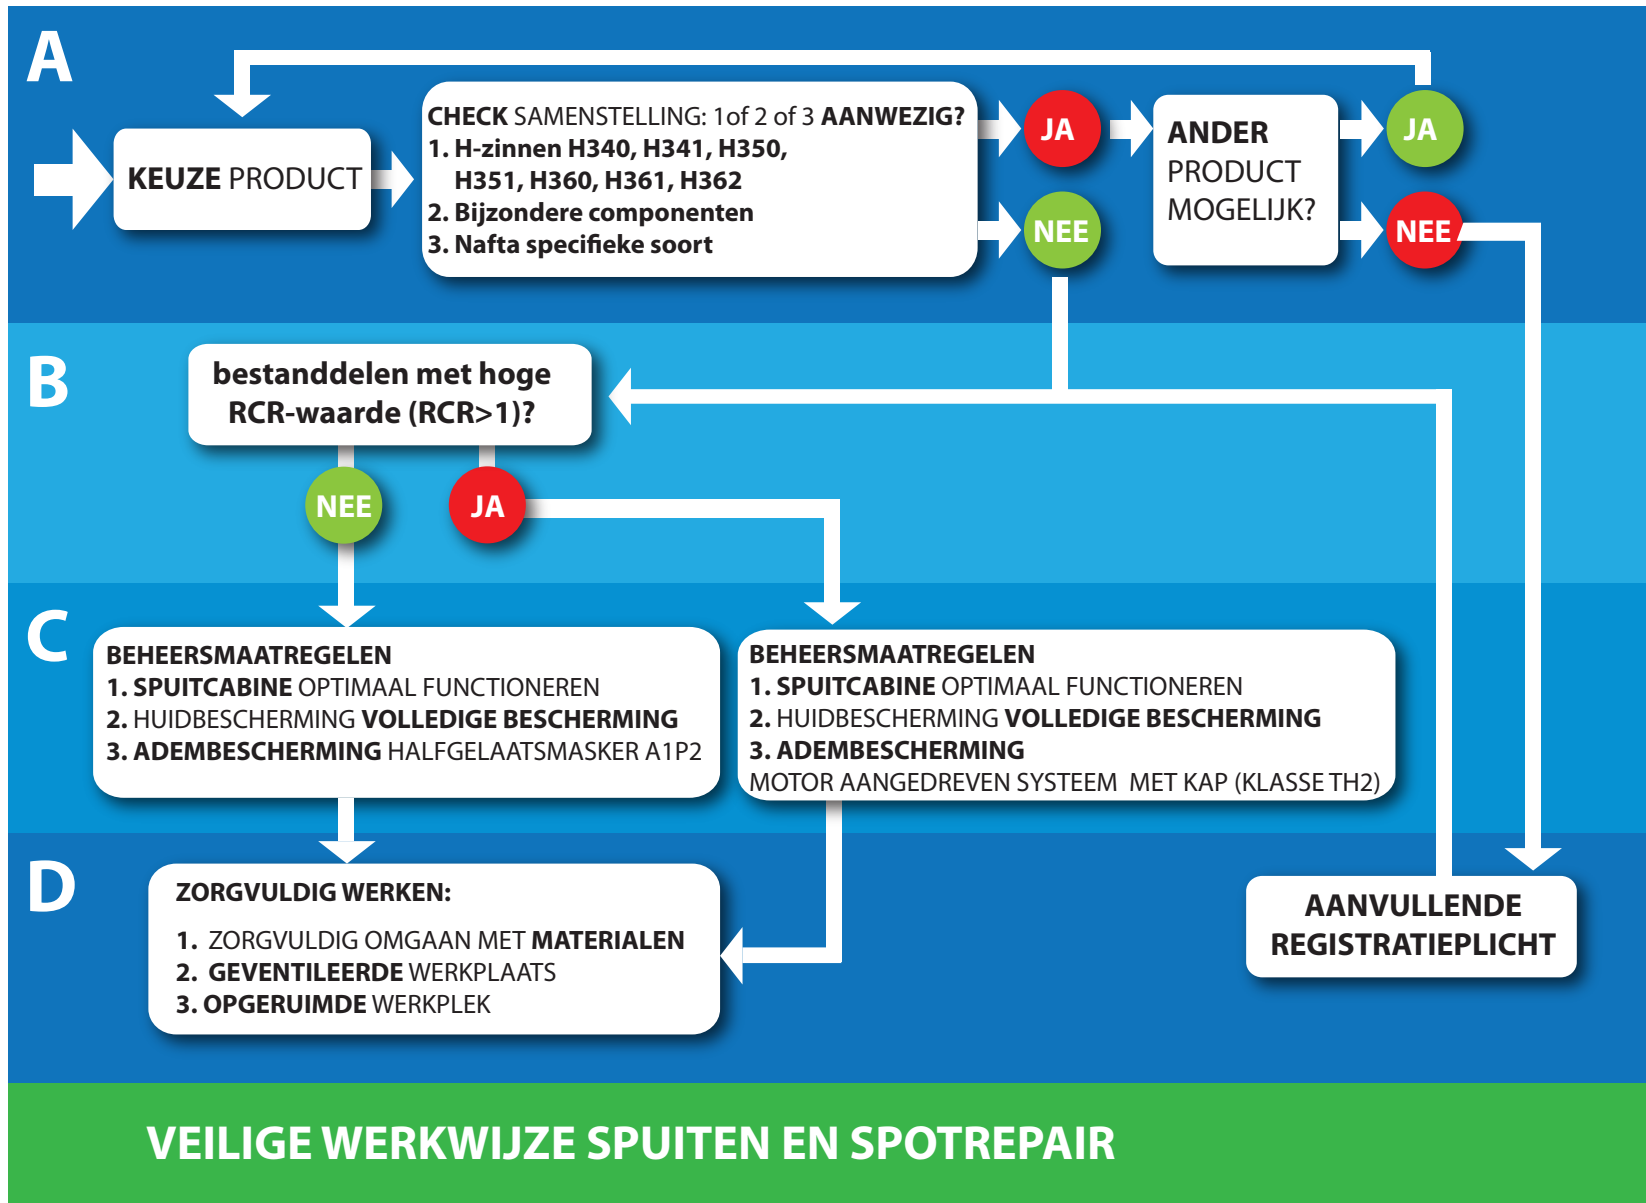 A
KEUZE PRODUCT
CHECK SAMENSTELLING: 1of 2 of 3 AANWEZIG?
1. H-zinnen H340, H341, H350,
H351, H360, H361, H362
2. Bijzondere componenten
3. Nafta specifieke soort
JA
NEE
ANDER
PRODUCT
MOGELIJK?
JA
NEE
B
bestanddelen met hoge
RCR-waarde (RCR>1)?
NEE
JA
C
BEHEERSMAATREGELEN
1. SPUITCABINE OPTIMAAL FUNCTIONEREN
2. HUIDBESCHERMING VOLLEDIGE BESCHERMING
3. ADEMBESCHERMING HALFGELAATSMASKER A1P2
BEHEERSMAATREGELEN
1. SPUITCABINE OPTIMAAL FUNCTIONEREN
2. HUIDBESCHERMING VOLLEDIGE BESCHERMING
3. ADEMBESCHERMING
MOTOR AANGEDREVEN SYSTEEM MET KAP (KLASSE TH2)
D
ZORGVULDIG WERKEN:
1. ZORGVULDIG OMGAAN MET MATERIALEN
2. GEVENTILEERDE WERKPLAATS
3. OPGERUIMDE WERKPLEK
AANVULLENDE
REGISTRATIEPLICHT
VEILIGE WERKWIJZE SPUITEN EN SPOTREPAIR